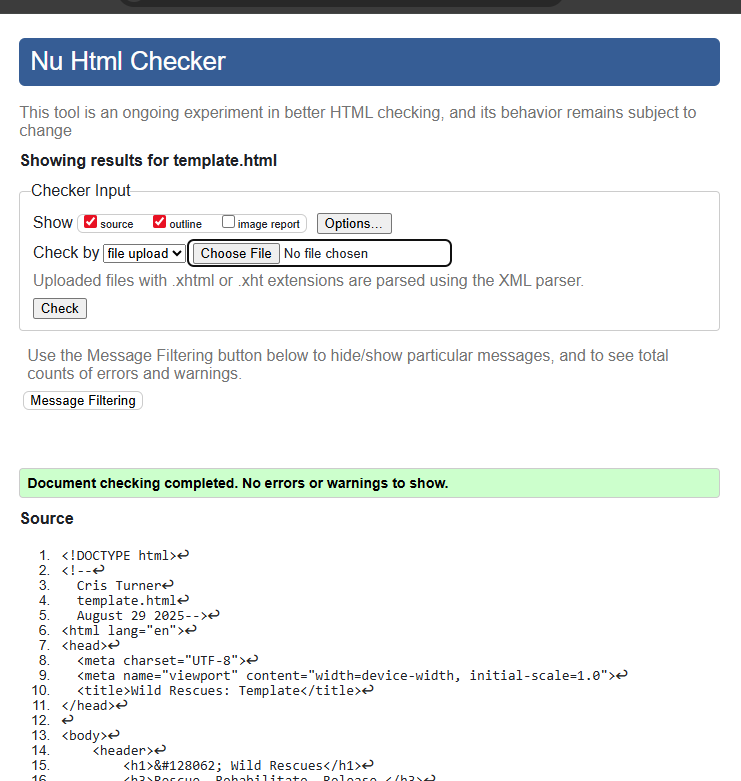 Nu Html Checker
This tool is an ongoing experiment in better HTML checking, and its behavior remains subject to
change
Showing results for template.html
Checker Input
Show source outline image report Options...
Check by file upload Choose File No file chosen
Uploaded files with .xhtml or .xht extensions are parsed using the XML parser.
Check
Use the Message Filtering button below to hide/show particular messages, and to see total
counts of errors and warnings.
Message Filtering
Document checking completed. No errors or warnings to show.
Source
1. <!DOCTYPE html>↩
2. <!--↩
3. Cris Turner↩
4. template.html↩
5. August 29 2025-->↩
6. <html lang="en">↩
7. <head>↩
8. <meta charset="UTF-8">↩
9. <meta name="viewport" content="width=device-width, initial-scale=1.0">↩
10. <title>Wild Rescues: Template</title>↩
11. </head>↩
12. ↩
13. <body>↩
14. <header>↩
15. <h1>&#128062; Wild Rescues</h1>↩
16. <h3>Rescue. Rehabilitate. Release.</h3>↩